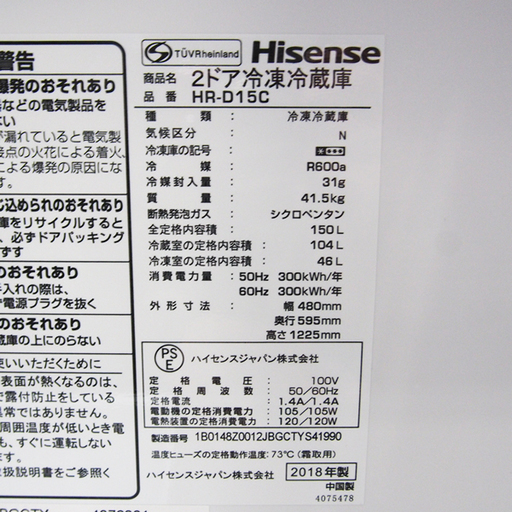 警告
爆発のおそれあり
などの電気製品を
ない
が漏れていると電気製
接点の火花による着火、
による爆発の原因にな
じ込められのおそれあり
庫をリサイクルすると
、必ずドアパッキング
はずす
のおそれあり
手入れの際は、
電源プラグを抜く
のおそれあり
庫の上にのらない
使いいただくために
表面が熱くなるのは、
で露付防止をしている
異常ではありません。
周囲温度が低いとき電
も、すぐに運転しない
ます。
取扱説明書をご参照く
TÜVRheinland
Hisense
商品名 2ドア冷凍冷蔵庫
品番 HR-D15C
種類 : 冷凍冷蔵庫
気候区分 : N
冷凍庫の記号 :
冷媒 : R600a
冷媒封入量 : 31g
質量 : 41.5kg
断熱発泡ガス : シクロペンタン
全定格内容積 : 150L
冷蔵室の定格内容積 : 104L
冷凍室の定格内容積 : 46L
消費電力量 : 50Hz 300kWh/年
60Hz 300kWh/年
外形寸法 : 幅 480mm
奥行 595mm
高さ 1225mm
PSE
ハイセンスジャパン株式会社
定格電圧 : 100V
定格周波数 : 50/60Hz
定格電流 : 1.4A/1.4A
電動機の定格消費電力 : 105/105W
電熱装置の定格消費電力 : 120/120W
製造番号 1B0148Z0012JBGCTYS41990
温度ヒューズの定格動作温度:73℃(霜取用)
ハイセンスジャパン株式会社
2018年製
中国製
4075478